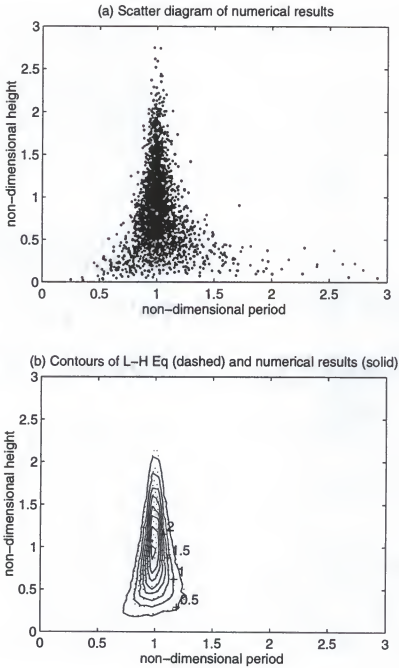 (a) Scatter diagram of numerical results
3
2.5
2
1.5
1
0.5
0
non-dimensional height
0 0.5 1 1.5 2 2.5 3
non-dimensional period
(b) Contours of L-H Eq (dashed) and numerical results (solid)
3
2.5
2
1.5
1
0.5
0
non-dimensional height
2
1.5
1
0.5
0 0.5 1 1.5 2 2.5 3
non-dimensional period